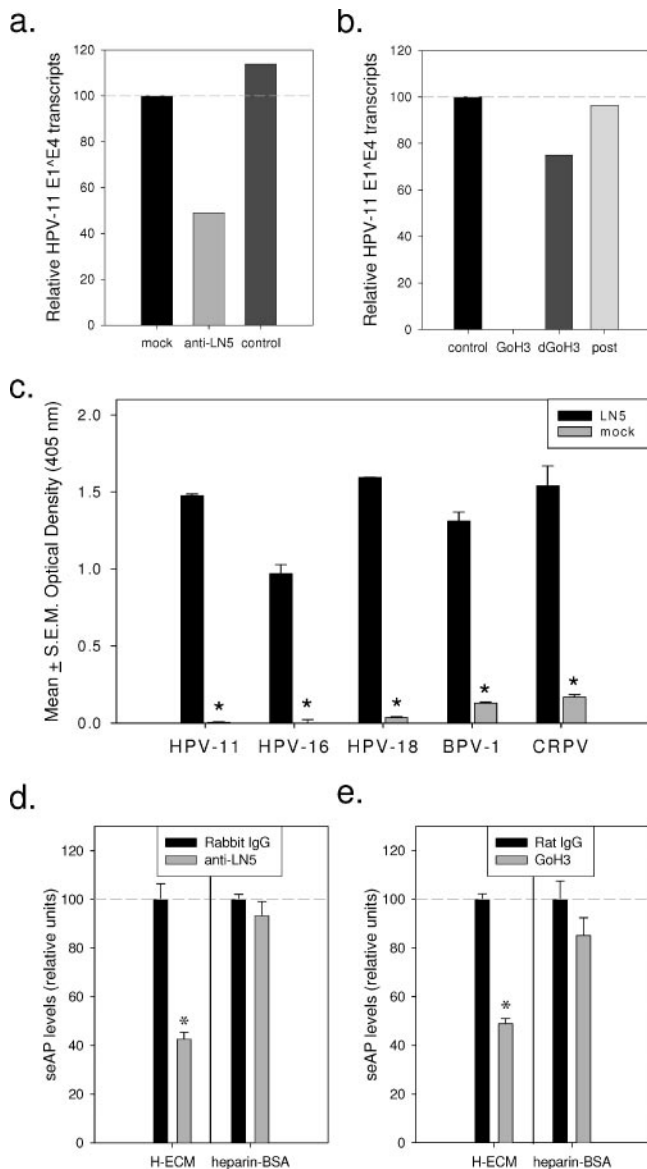 a.
120
100
80
60
40
20
0
Relative HPV-11 E1^E4 transcripts
mock anti-LN5 control
b.
120
100
80
60
40
20
0
Relative HPV-11 E1^E4 transcripts
control GoH3 dGoH3 post
c.
Mean ± S.E.M. Optical Density (405 nm)
2.0
1.5
1.0
0.5
0.0
LN5
mock
* * * * *
HPV-11 HPV-16 HPV-18 BPV-1 CRPV
d.
seAP levels (relative units)
120
100
80
60
40
20
0
Rabbit IgG
anti-LN5
*
H-ECM heparin-BSA
e.
seAP levels (relative units)
120
100
80
60
40
20
0
Rat IgG
GoH3
*
H-ECM heparin-BSA